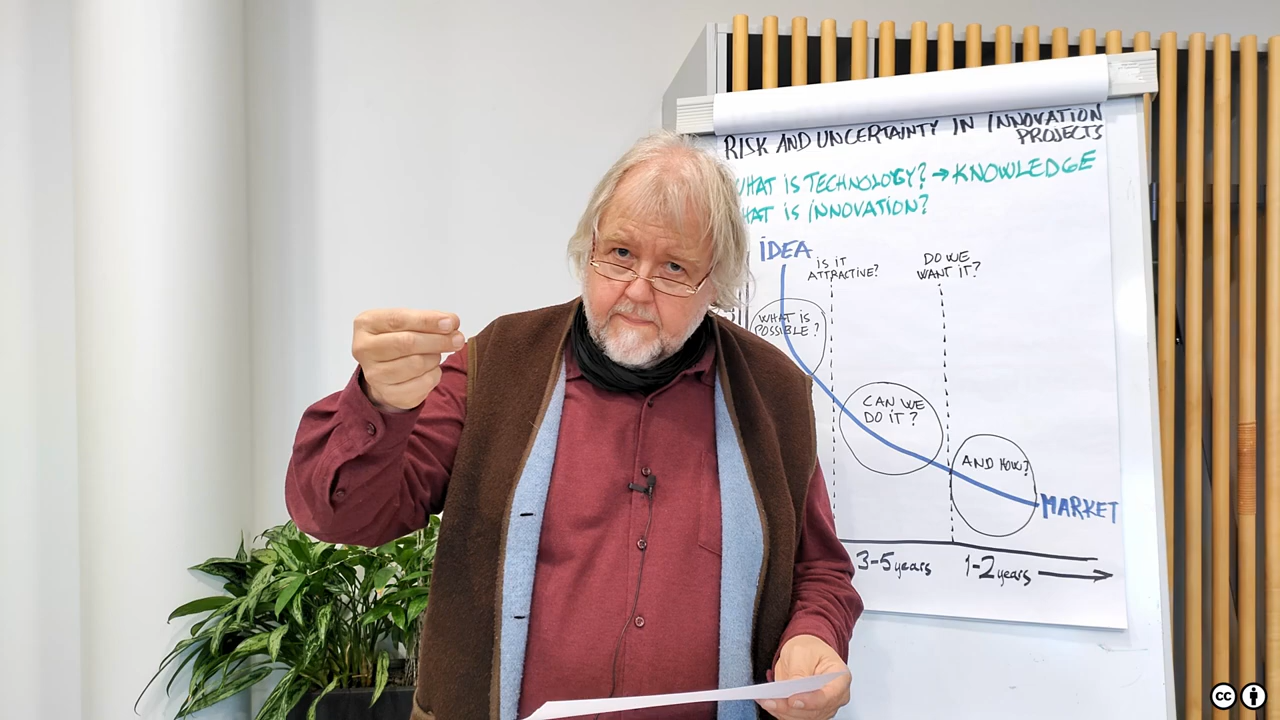 RISK AND UNCERTAINTY IN INNOVATION
PROJECTS
WHAT IS TECHNOLOGY? → KNOWLEDGE
WHAT IS INNOVATION?
IDEA
IS IT
ATTRACTIVE?
DO WE
WANT IT?
WHAT IS
POSSIBLE?
CAN WE
DO IT?
AND HOW?
MARKET
3-5 years
1-2 years
cc